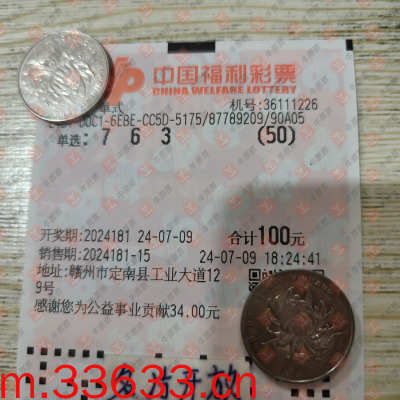 中国福利彩票
CHINA WELFARE LOTTERY
单式 机号:36111226
6EBE-CC5D-5175/87789209/90A05
单选: 7 6 3 (50)
开奖期:2024181 24-07-09 合计100元
销售期:2024181-15 24-07-09 18:24:41
地址:赣州市定南县工业大道12
9号
感谢您为公益事业贡献34.00元
m.33633.cn